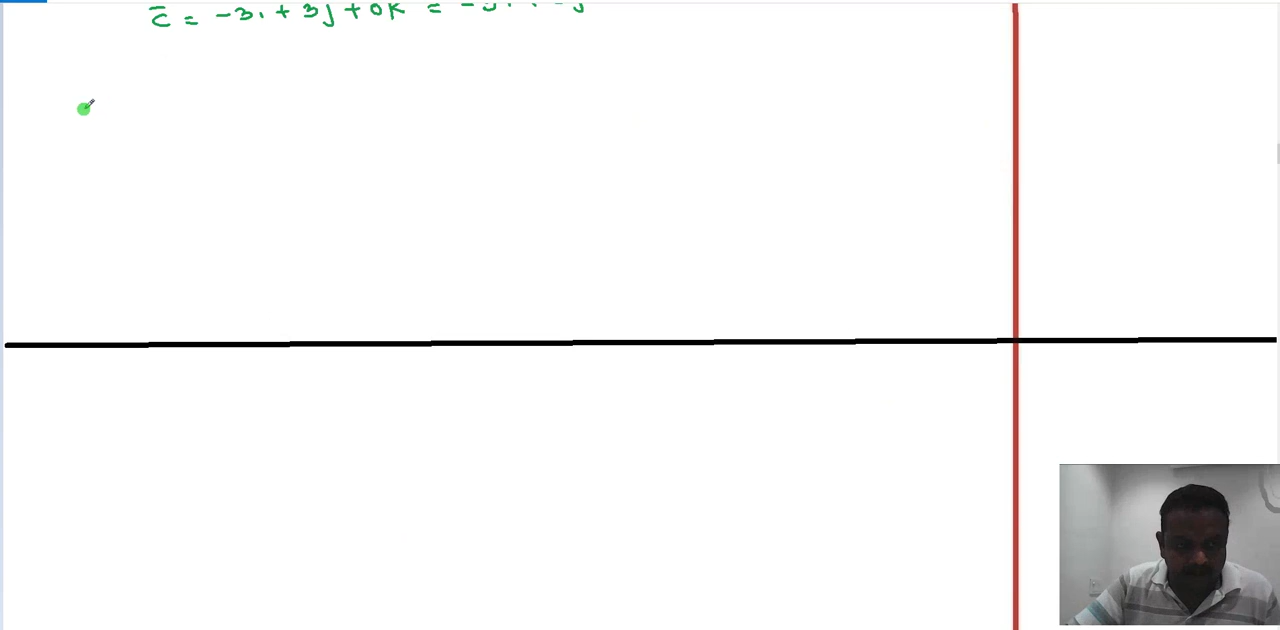 c̄ = -3i + 3j + 0k =